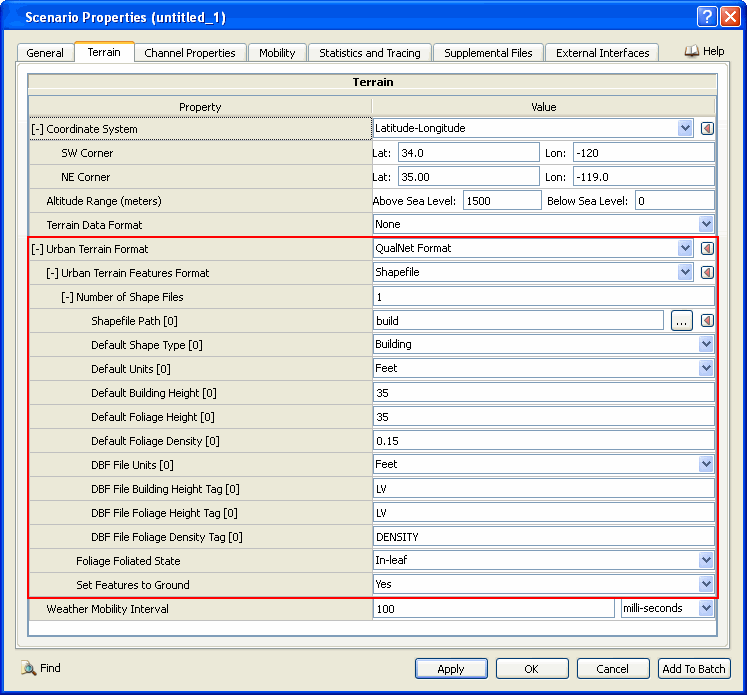 Scenario Properties (untitled_1)
General Terrain Channel Properties Mobility Statistics and Tracing Supplemental Files External Interfaces Help
Terrain
Property Value
[-] Coordinate System Latitude-Longitude
SW Corner Lat: 34.0 Lon: -120
NE Corner Lat: 35.00 Lon: -119.0
Altitude Range (meters) Above Sea Level: 1500 Below Sea Level: 0
Terrain Data Format None
[-] Urban Terrain Format QualNet Format
[-] Urban Terrain Features Format Shapefile
[-] Number of Shape Files 1
Shapefile Path [0] build ...
Default Shape Type [0] Building
Default Units [0] Feet
Default Building Height [0] 35
Default Foliage Height [0] 35
Default Foliage Density [0] 0.15
DBF File Units [0] Feet
DBF File Building Height Tag [0] LV
DBF File Foliage Height Tag [0] LV
DBF File Foliage Density Tag [0] DENSITY
Foliage Foliated State In-leaf
Set Features to Ground Yes
Weather Mobility Interval 100 milli-seconds
Find Apply OK Cancel Add To Batch